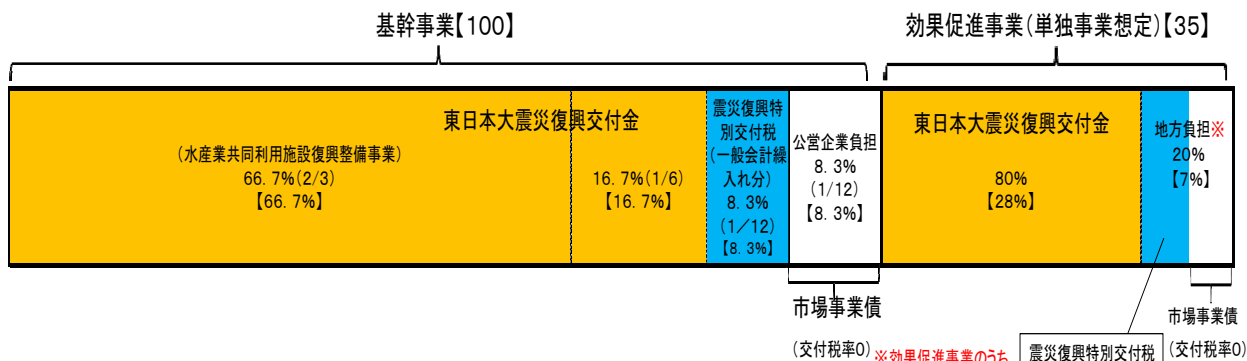 基幹事業【100】
効果促進事業(単独事業想定)【35】
東日本大震災復興交付金
(水産業共同利用施設復興整備事業)
66.7%(2/3)
【66.7%】
16.7%(1/6)
【16.7%】
震災復興特
別交付税
(一般会計繰
入れ分)
8.3%
(1/12)
【8.3%】
公営企業負担
8.3%
(1/12)
【8.3%】
東日本大震災復興交付金
80%
【28%】
地方負担※
20%
【7%】
市場事業債
(交付税率0)
※効果促進事業のうち
震災復興特別交付税
市場事業債
(交付税率0)